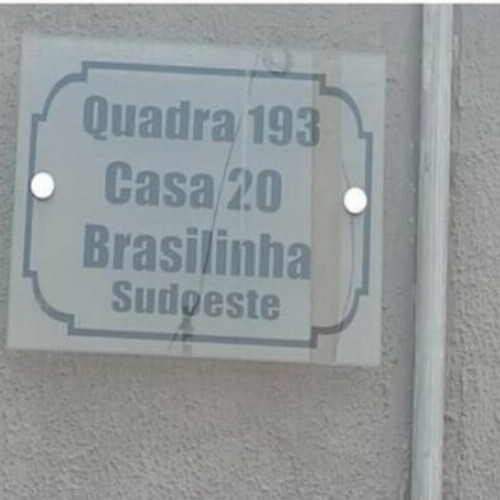 Quadra 193
Casa 20
Brasilinha
Sudoeste